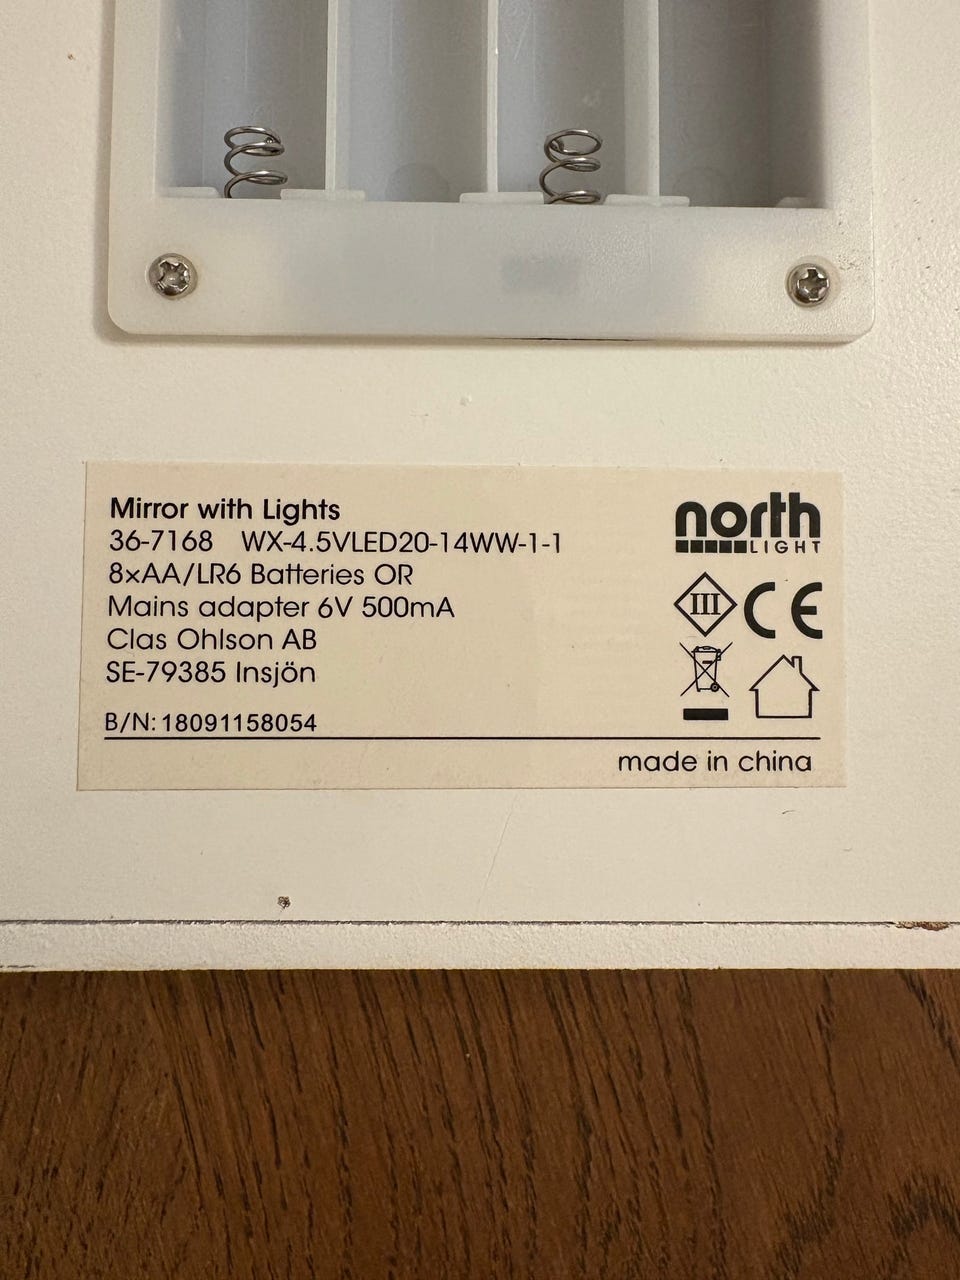 Mirror with Lights
36-7168 WX-4.5VLED20-14WW-1-1
8×AA/LR6 Batteries OR
Mains adapter 6V 500mA
Clas Ohlson AB
SE-79385 Insjön
B/N: 18091158054
north
LIGHT
III
CE
made in china